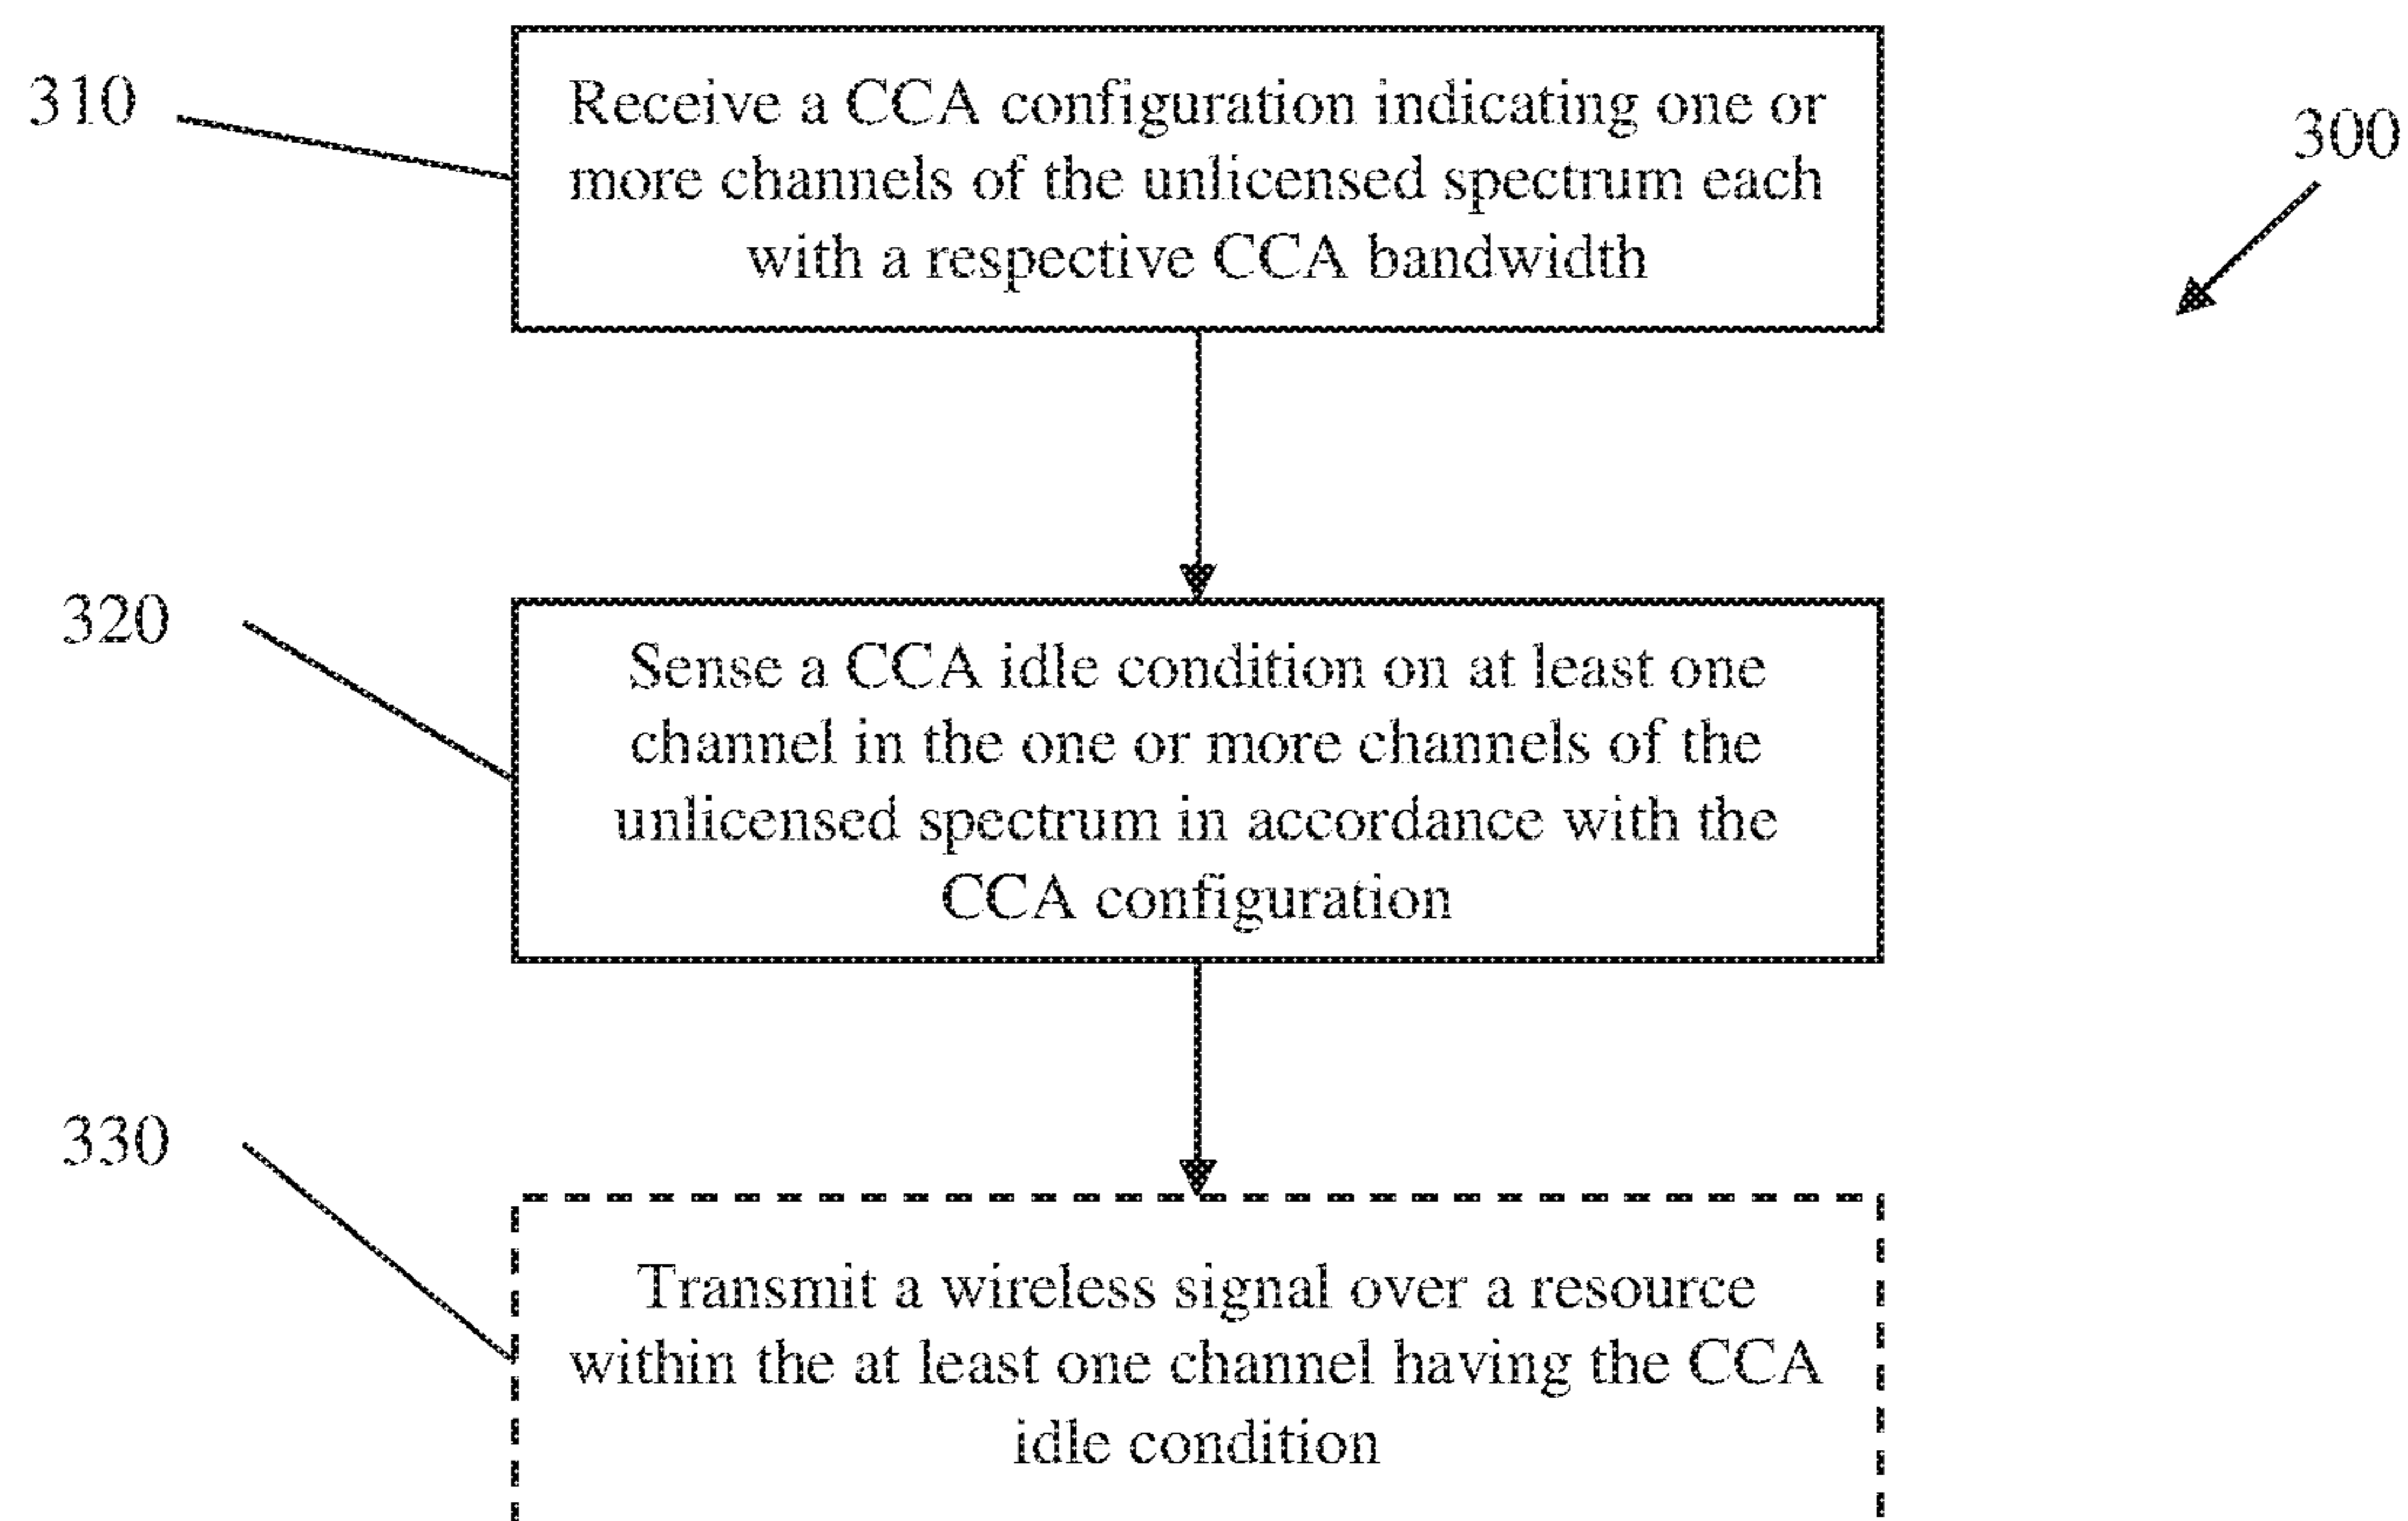 310
Receive a CCA configuration indicating one or
more channels of the unlicensed spectrum each
with a respective CCA bandwidth
300
320
Sense a CCA idle condition on at least one
channel in the one or more channels of the
unlicensed spectrum in accordance with the
CCA configuration
330
Transmit a wireless signal over a resource
within the at least one channel having the CCA
idle condition